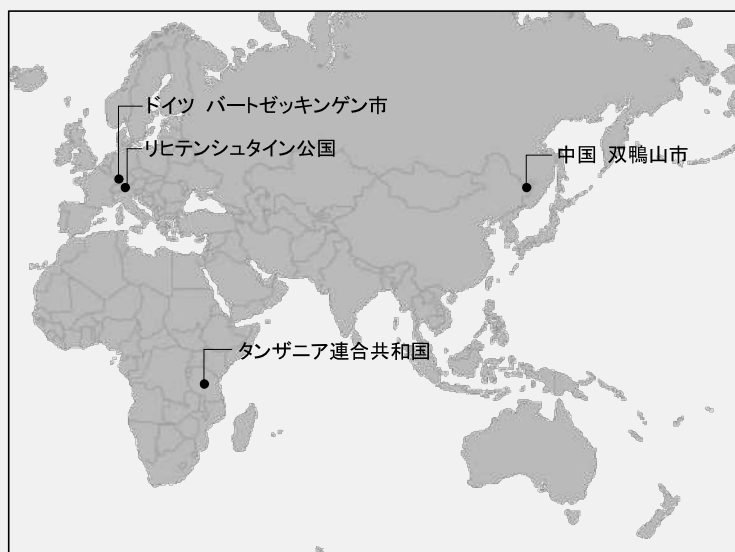 ドイツ バートゼッキンゲン市
リヒテンシュタイン公国
中国 双鴨山市
タンザニア連合共和国